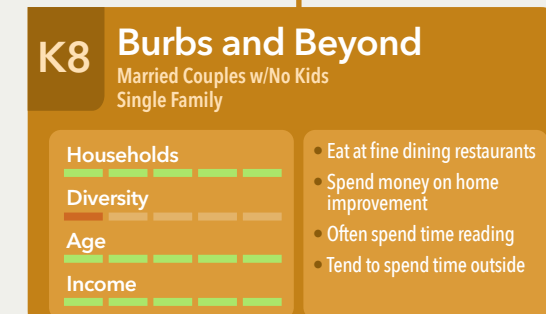 K8
Burbs and Beyond
Married Couples w/No Kids
Single Family
Households
Diversity
Age
Income
• Eat at fine dining restaurants
• Spend money on home
improvement
• Often spend time reading
• Tend to spend time outside